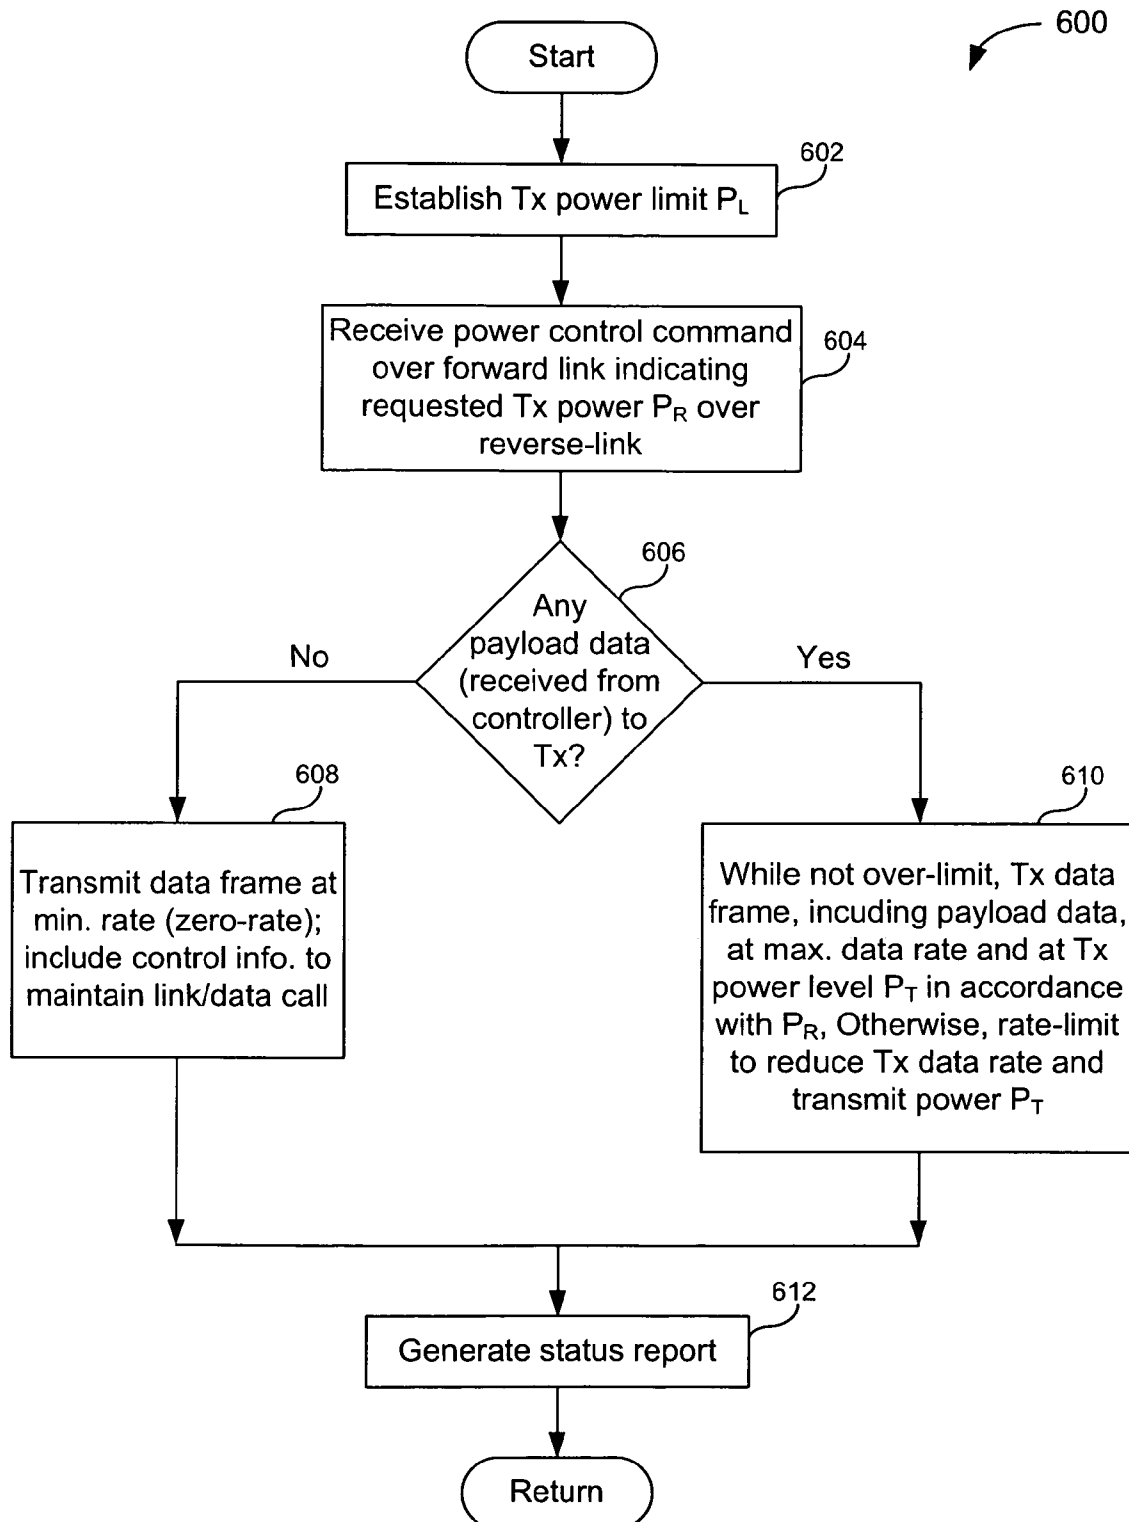 600
Start
602
Establish Tx power limit PL
604
Receive power control command
over forward link indicating
requested Tx power PR over
reverse-link
606
Any
payload data
(received from
controller) to
Tx?
No
Yes
608
Transmit data frame at
min. rate (zero-rate);
include control info. to
maintain link/data call
610
While not over-limit, Tx data
frame, incuding payload data,
at max. data rate and at Tx
power level PT in accordance
with PR, Otherwise, rate-limit
to reduce Tx data rate and
transmit power PT
612
Generate status report
Return